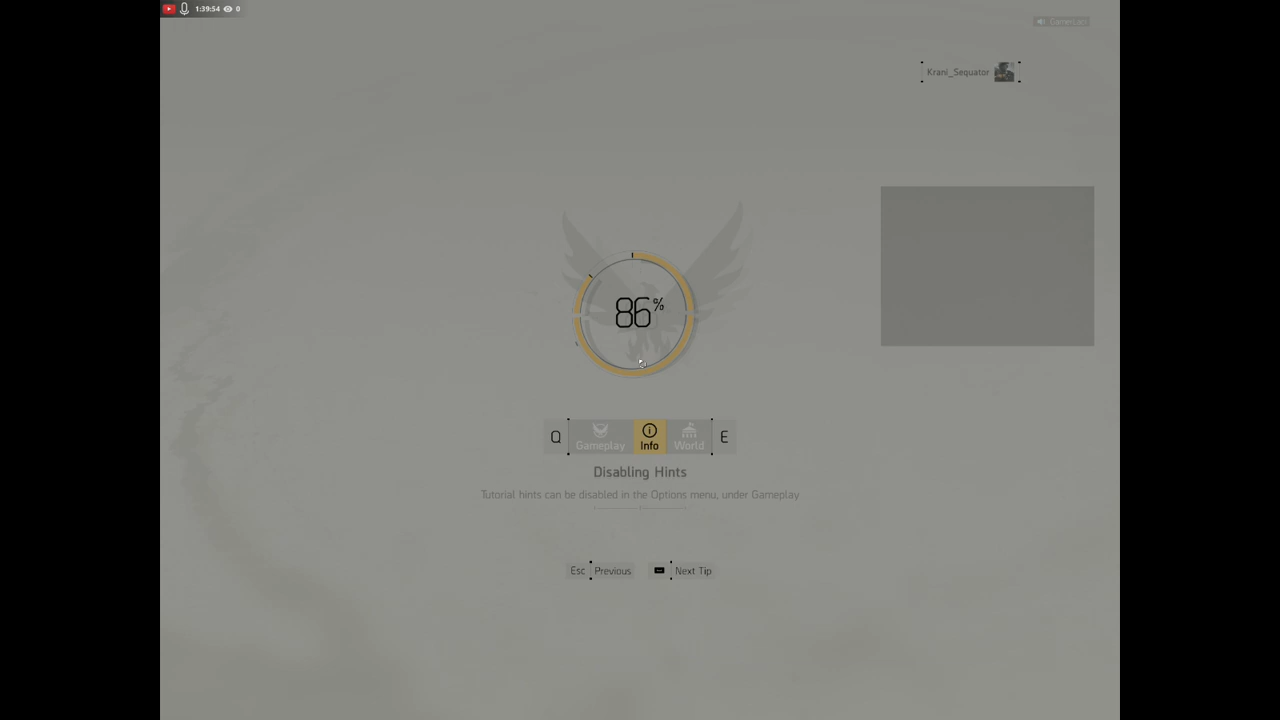 1:39:54 0
Krani_Sequator
86%
Q Gameplay Info World E
Disabling Hints
Tutorial hints can be disabled in the Options menu, under Gameplay
Esc Previous Next Tip